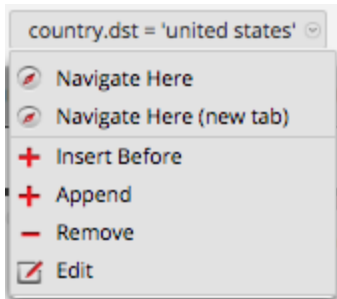 country.dst = 'united states'
Navigate Here
Navigate Here (new tab)
Insert Before
Append
Remove
Edit